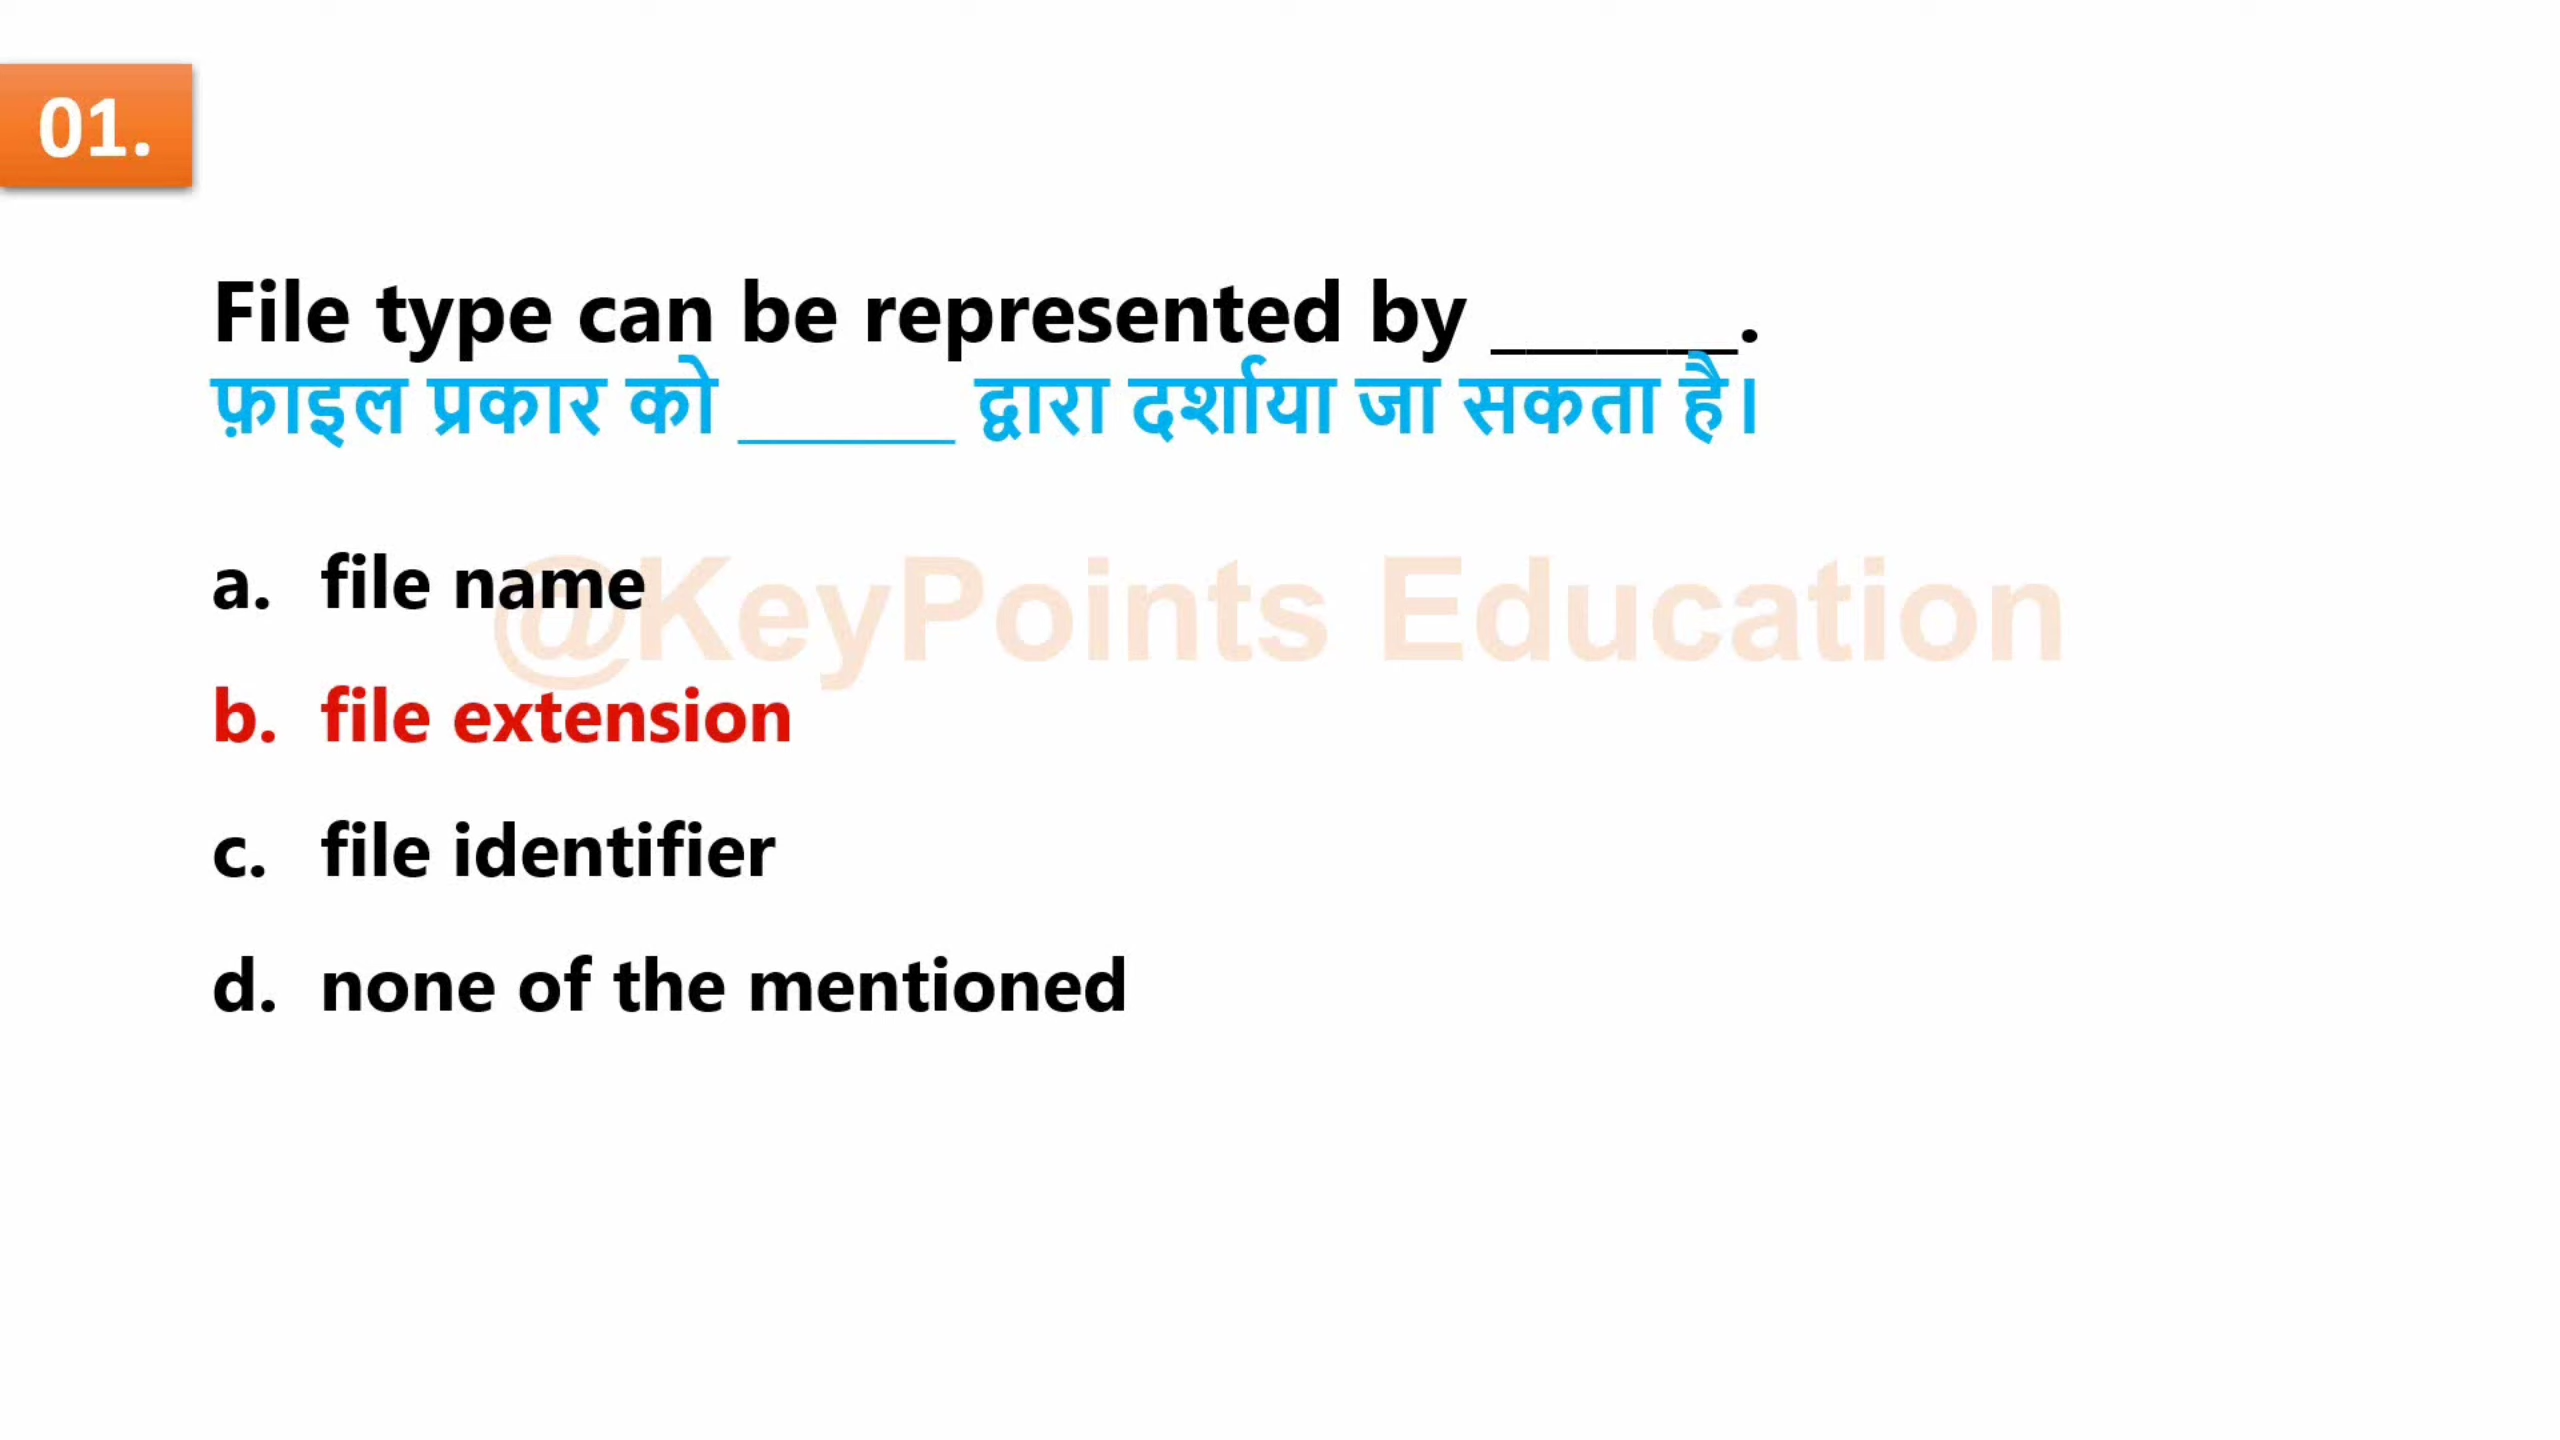 01.
File type can be represented by _______.
फ़ाइल प्रकार को ______ द्वारा दर्शाया जा सकता है।
@KeyPoints Education
a. file name
b. file extension
c. file identifier
d. none of the mentioned